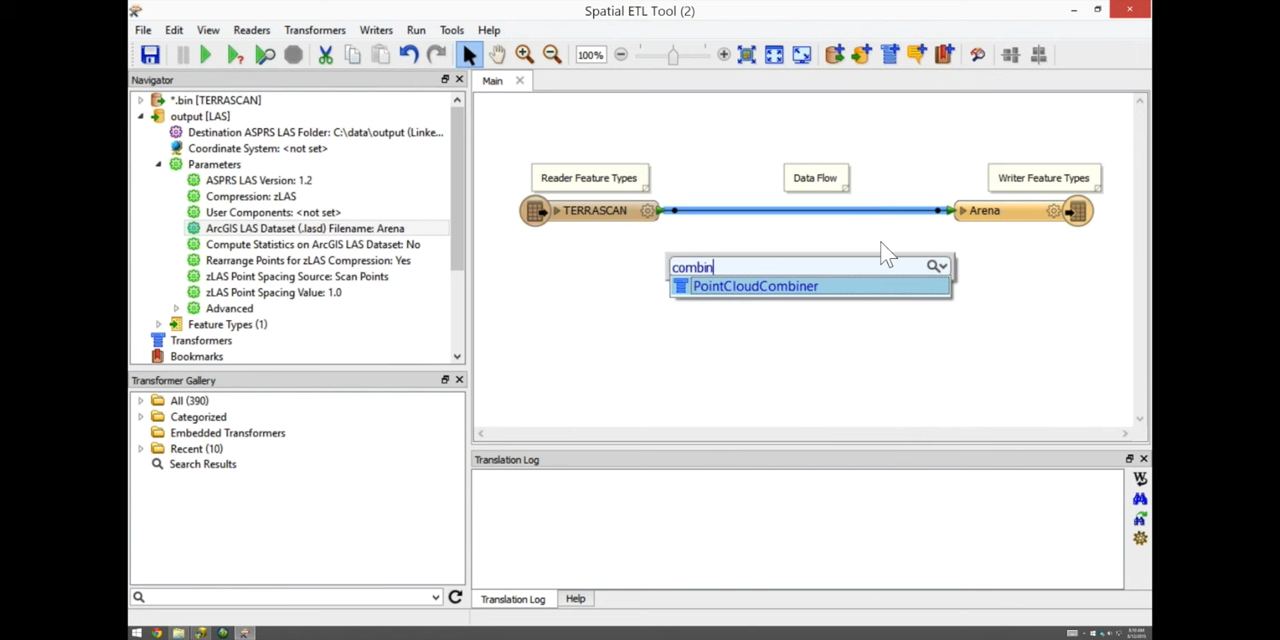 Spatial ETL Tool (2)
File Edit View Readers Transformers Writers Run Tools Help
100%
Navigator
Main
*.bin [TERRASCAN]
output [LAS]
Destination ASPRS LAS Folder: C:\data\output (Linke...
Coordinate System: <not set>
Parameters
ASPRS LAS Version: 1.2
Compression: zLAS
User Components: <not set>
ArcGIS LAS Dataset (.lasd) Filename: Arena
Compute Statistics on ArcGIS LAS Dataset: No
Rearrange Points for zLAS Compression: Yes
zLAS Point Spacing Source: Scan Points
zLAS Point Spacing Value: 1.0
Advanced
Feature Types (1)
Transformers
Bookmarks
Reader Feature Types
Data Flow
Writer Feature Types
TERRASCAN
Arena
combin
PointCloudCombiner
Transformer Gallery
All (390)
Categorized
Embedded Transformers
Recent (10)
Search Results
Translation Log
Translation Log Help